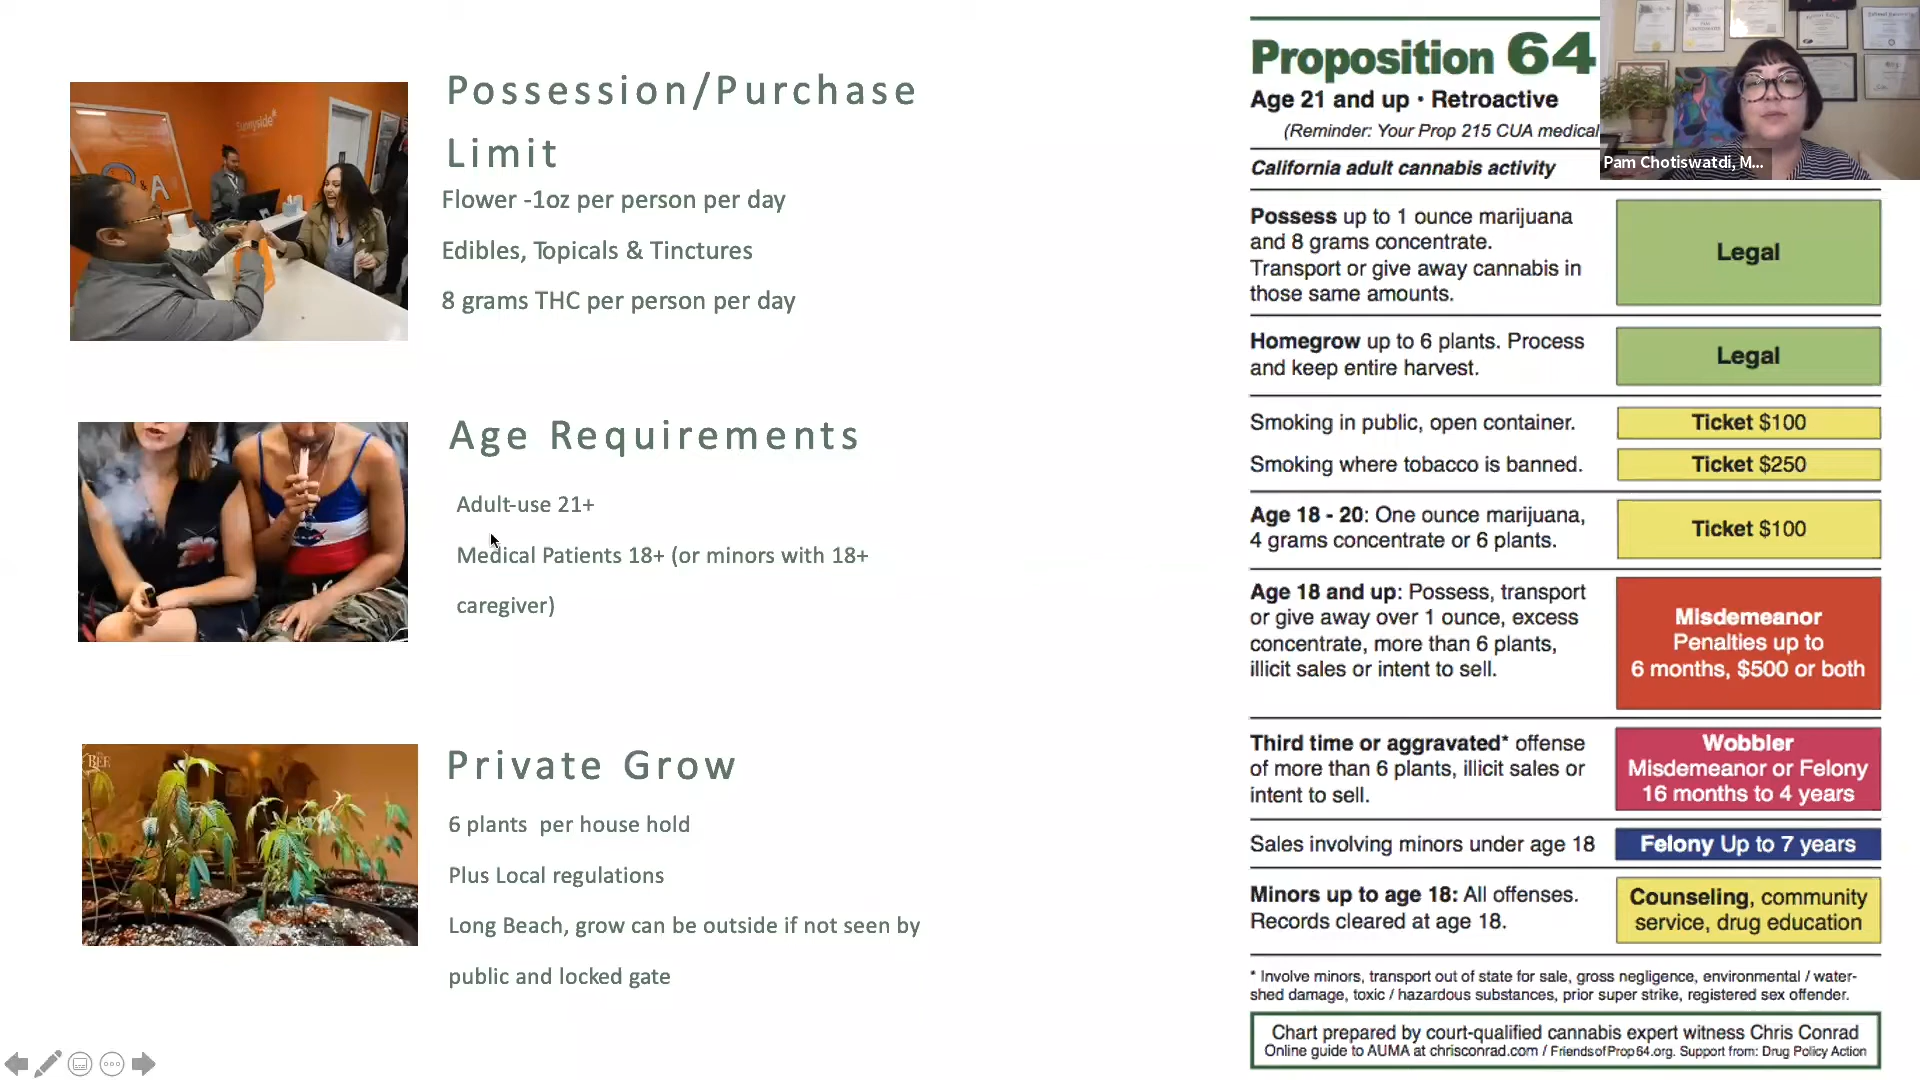 Possession/Purchase
Limit
Flower -1oz per person per day
Edibles, Topicals & Tinctures
8 grams THC per person per day
Sunnyside*
Q & A
Age Requirements
Adult-use 21+
Medical Patients 18+ (or minors with 18+
caregiver)
Private Grow
6 plants per house hold
Plus Local regulations
Long Beach, grow can be outside if not seen by
public and locked gate
Proposition 64
Age 21 and up • Retroactive
(Reminder: Your Prop 215 CUA medical
California adult cannabis activity
Possess up to 1 ounce marijuana
and 8 grams concentrate.
Transport or give away cannabis in
those same amounts.
Legal
Homegrow up to 6 plants. Process
and keep entire harvest.
Legal
Smoking in public, open container.
Ticket $100
Smoking where tobacco is banned.
Ticket $250
Age 18 - 20: One ounce marijuana,
4 grams concentrate or 6 plants.
Ticket $100
Age 18 and up: Possess, transport
or give away over 1 ounce, excess
concentrate, more than 6 plants,
illicit sales or intent to sell.
Misdemeanor
Penalties up to
6 months, $500 or both
Third time or aggravated* offense
of more than 6 plants, illicit sales or
intent to sell.
Wobbler
Misdemeanor or Felony
16 months to 4 years
Sales involving minors under age 18
Felony Up to 7 years
Minors up to age 18: All offenses.
Records cleared at age 18.
Counseling, community
service, drug education
* Involve minors, transport out of state for sale, gross negligence, environmental / water-
shed damage, toxic / hazardous substances, prior super strike, registered sex offender.
Chart prepared by court-qualified cannabis expert witness Chris Conrad
Online guide to AUMA at chrisconrad.com / FriendsofProp64.org. Support from: Drug Policy Action
Pam Chotiswatdi, M...